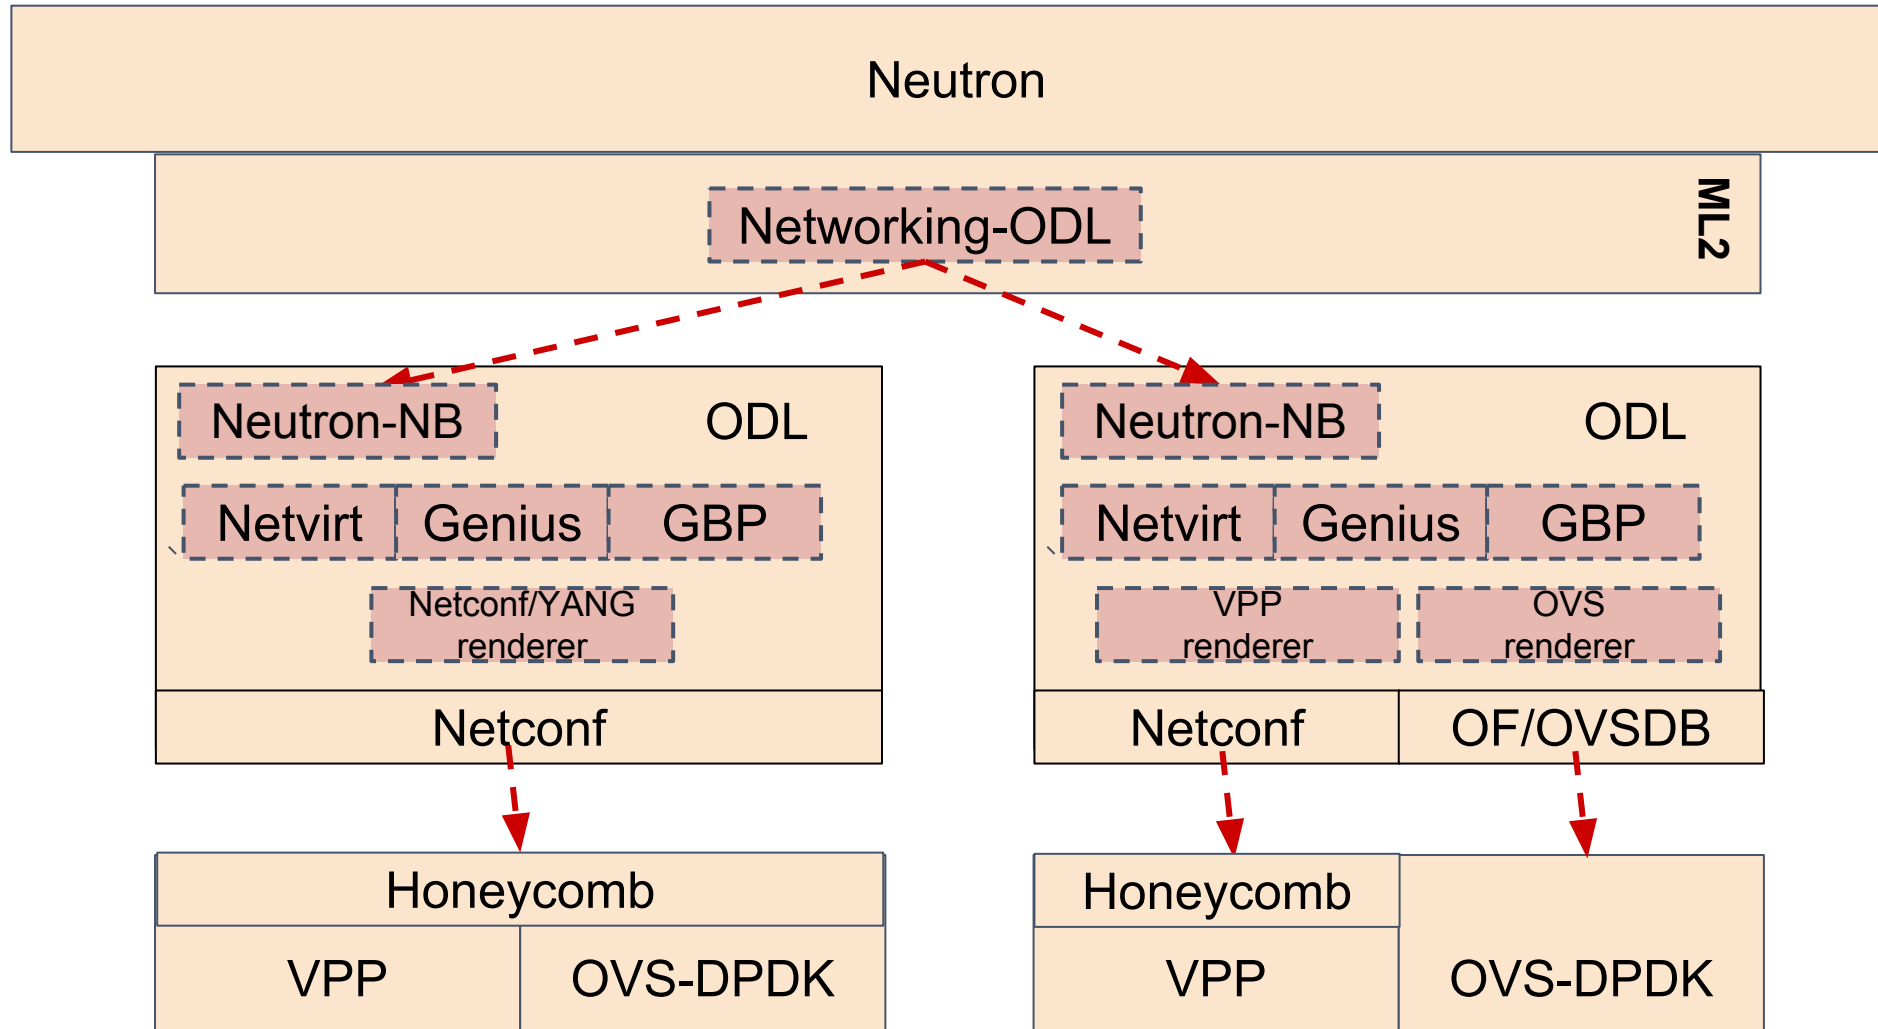 Neutron
Networking-ODL
ML2
Neutron-NB
ODL
Netvirt
Genius
GBP
`
Netconf/YANG
renderer
Netconf
Neutron-NB
ODL
Netvirt
Genius
GBP
`
VPP
renderer
OVS
renderer
Netconf
OF/OVSDB
Honeycomb
VPP
OVS-DPDK
Honeycomb
VPP
OVS-DPDK